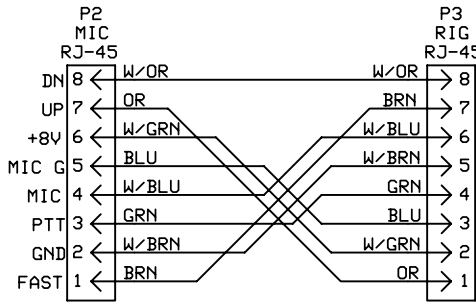 P2 P3
MIC RIG
RJ-45 RJ-45
DN 8 W/OR W/OR 8
UP 7 OR BRN 7
+8V 6 W/GRN W/BLU 6
MIC G 5 BLU W/BRN 5
MIC 4 W/BLU GRN 4
PTT 3 GRN BLU 3
GND 2 W/BRN W/GRN 2
FAST 1 BRN OR 1